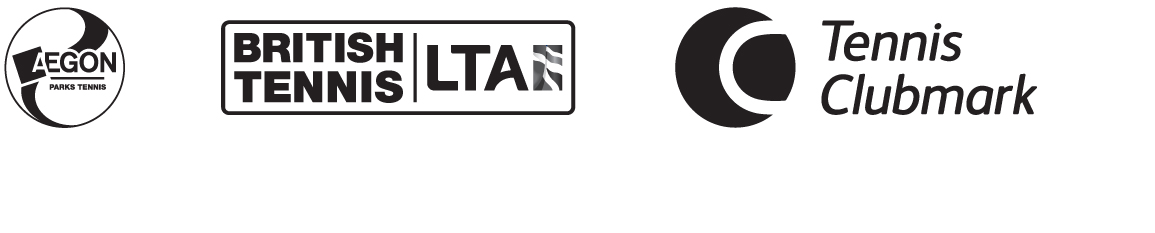 AEGON
PARKS TENNIS
BRITISH
TENNIS
LTA
Tennis
Clubmark